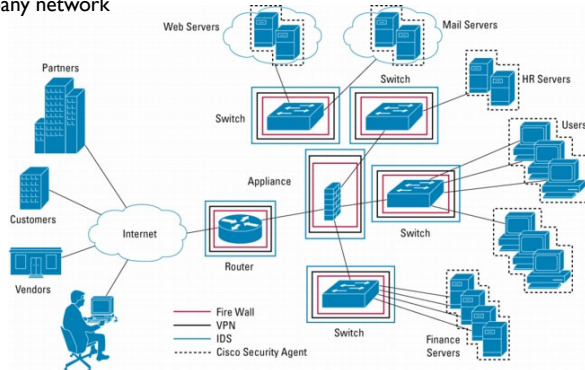 any network
Web Servers
Mail Servers
Partners
Switch
HR Servers
Switch
Users
Appliance
Customers
Internet
Switch
Router
Vendors
Fire Wall
VPN
IDS
Cisco Security Agent
Switch
Finance
Servers